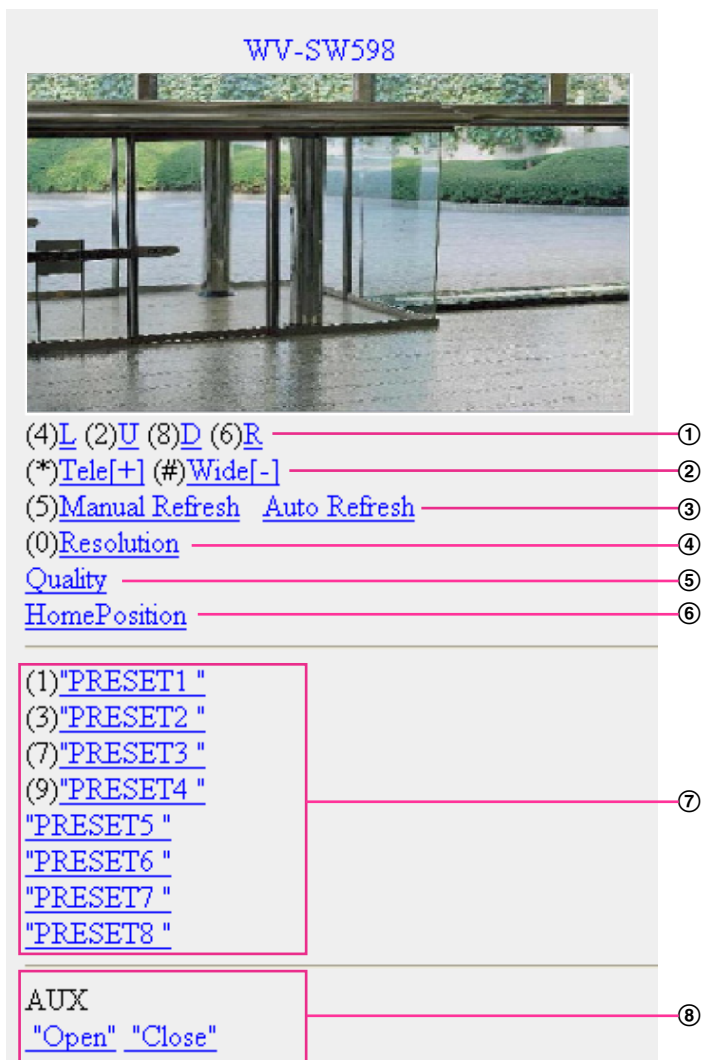 WV-SW598
(4)L (2)U (8)D (6)R ①
(*)Tele[+] (#)Wide[-] ②
(5)Manual Refresh Auto Refresh ③
(0)Resolution ④
Quality ⑤
HomePosition ⑥
(1)"PRESET1 "
(3)"PRESET2 "
(7)"PRESET3 "
(9)"PRESET4 " ⑦
"PRESET5 "
"PRESET6 "
"PRESET7 "
"PRESET8 "
AUX ⑧
"Open" "Close"